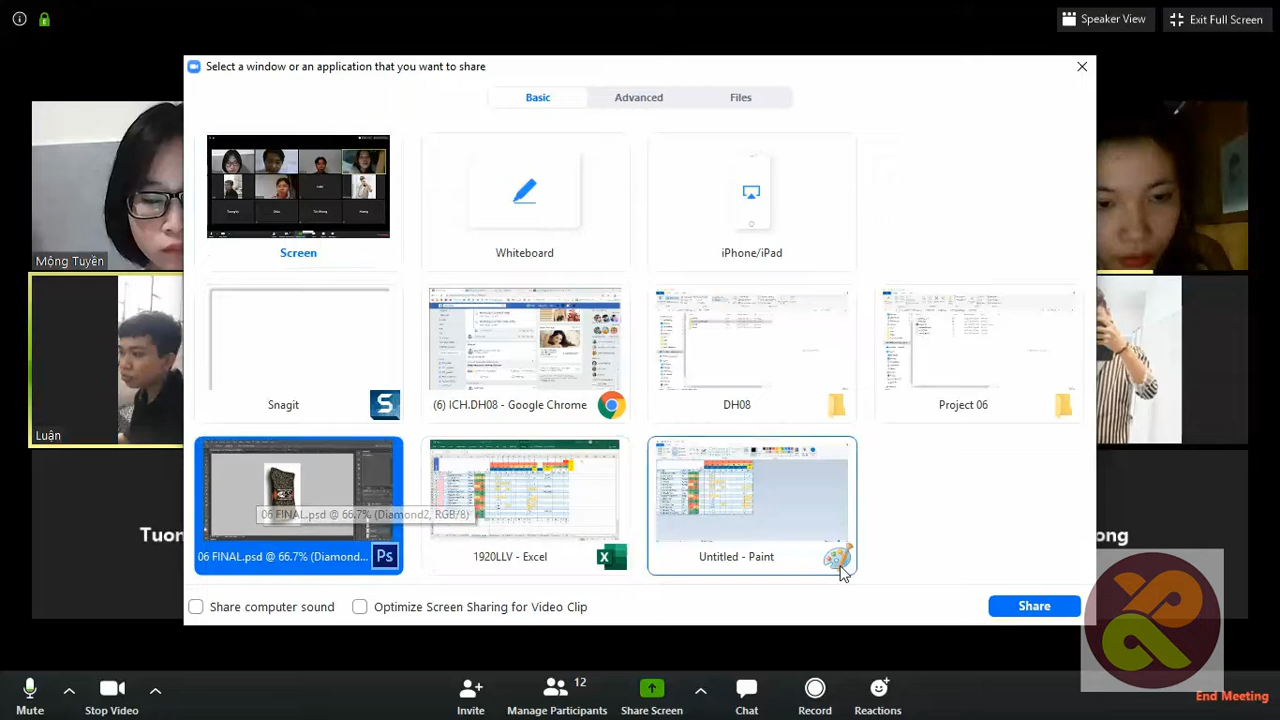 Speaker View
Exit Full Screen
Select a window or an application that you want to share
Basic
Advanced
Files
Screen
Whiteboard
iPhone/iPad
Mộng Tuyền
Snagit
(6) ICH.DH08 - Google Chrome
DH08
Project 06
Luận
06 FINAL.psd @ 66.7% (Diamond2, RGB/8)
06 FINAL.psd @ 66.7% (Diamond...
Ps
1920LLV - Excel
Untitled - Paint
Share computer sound
Optimize Screen Sharing for Video Clip
Share
Mute
Stop Video
Invite
12
Manage Participants
Share Screen
Chat
Record
Reactions
End Meeting